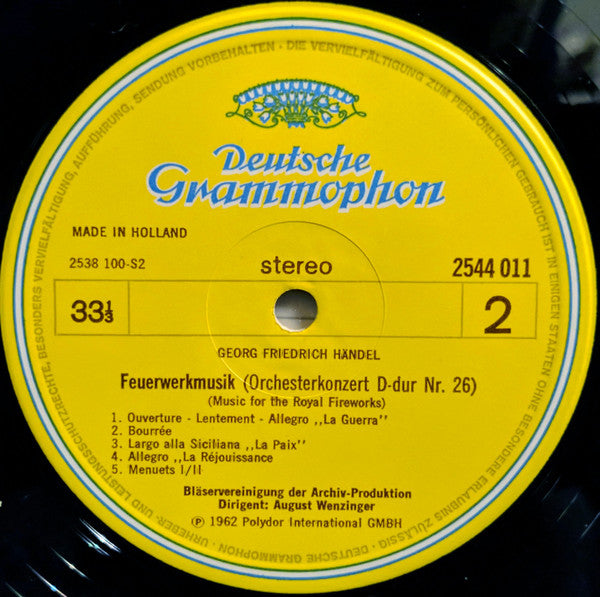 Deutsche
Grammophon
MADE IN HOLLAND
2538 100-S2
stereo
2544 011
33⅓
2
GEORG FRIEDRICH HÄNDEL
Feuerwerkmusik (Orchesterkonzert D-dur Nr. 26)
(Music for the Royal Fireworks)
1. Ouverture - Lentement - Allegro ,,La Guerra''
2. Bourrée
3. Largo alla Siciliana ,,La Paix''
4. Allegro ,,La Réjouissance
5. Menuets I/II
Bläservereinigung der Archiv-Produktion
Dirigent: August Wenzinger
Ⓟ 1962 Polydor International GMBH
DEUTSCHE GRAMMOPHON · URHEBER- UND LEISTUNGSSCHUTZRECHTE, BESONDERS VERVIELFÄLTIGUNG, AUFFÜHRUNG, SENDUNG VORBEHALTEN · DIE VERVIELFÄLTIGUNG ZUM PERSÖNLICHEN GEBRAUCH IST IN EINIGEN STAATEN OHNE BESONDERE ERLAUBNIS ZULÄSSIG ·